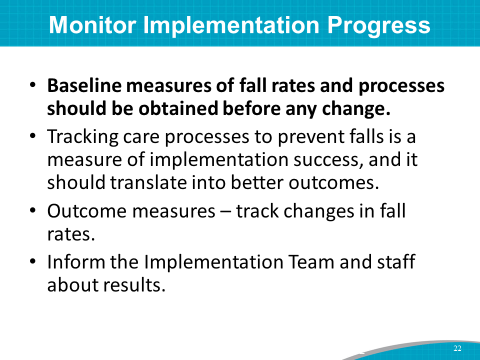 Monitor Implementation Progress
• Baseline measures of fall rates and processes
should be obtained before any change.
• Tracking care processes to prevent falls is a
measure of implementation success, and it
should translate into better outcomes.
• Outcome measures – track changes in fall
rates.
• Inform the Implementation Team and staff
about results.
22